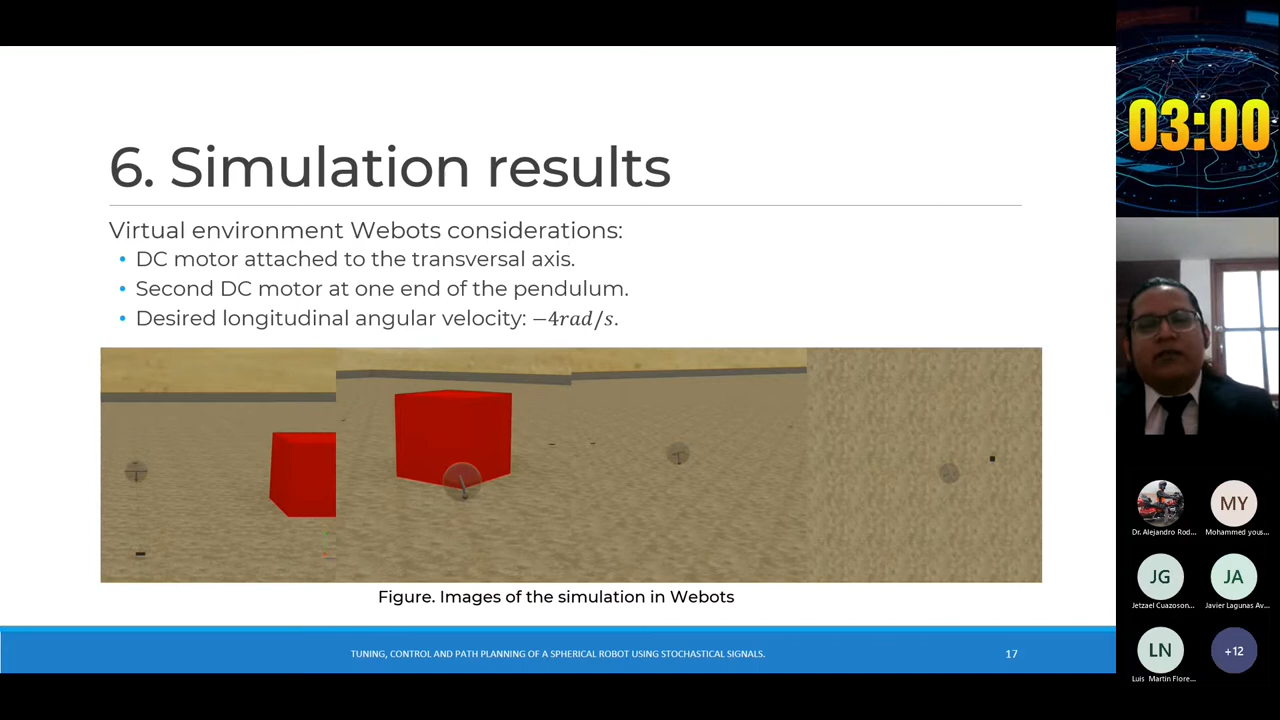 6. Simulation results
Virtual environment Webots considerations:
• DC motor attached to the transversal axis.
• Second DC motor at one end of the pendulum.
• Desired longitudinal angular velocity: −4rad/s.
Figure. Images of the simulation in Webots
TUNING, CONTROL AND PATH PLANNING OF A SPHERICAL ROBOT USING STOCHASTICAL SIGNALS.
17
03:00
Dr. Alejandro Rod...
MY
Mohammed yous...
JG
Jetzael Cuazoson...
JA
Javier Lagunas Av...
LN
Luis Martin Flore...
+12